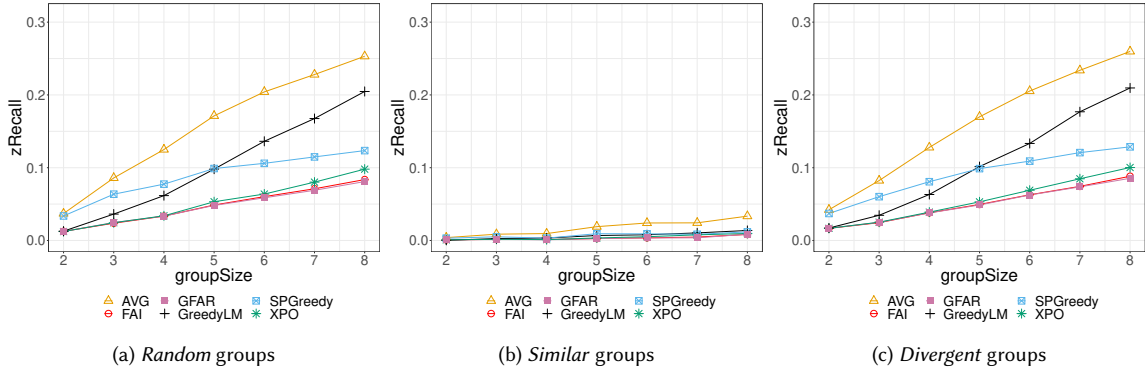 0.3
0.2
0.1
0.0
zRecall
2 3 4 5 6 7 8
groupSize
AVG GFAR SPGreedy
FAI GreedyLM XPO
(a) Random groups
0.3
0.2
0.1
0.0
zRecall
2 3 4 5 6 7 8
groupSize
AVG GFAR SPGreedy
FAI GreedyLM XPO
(b) Similar groups
0.3
0.2
0.1
0.0
zRecall
2 3 4 5 6 7 8
groupSize
AVG GFAR SPGreedy
FAI GreedyLM XPO
(c) Divergent groups